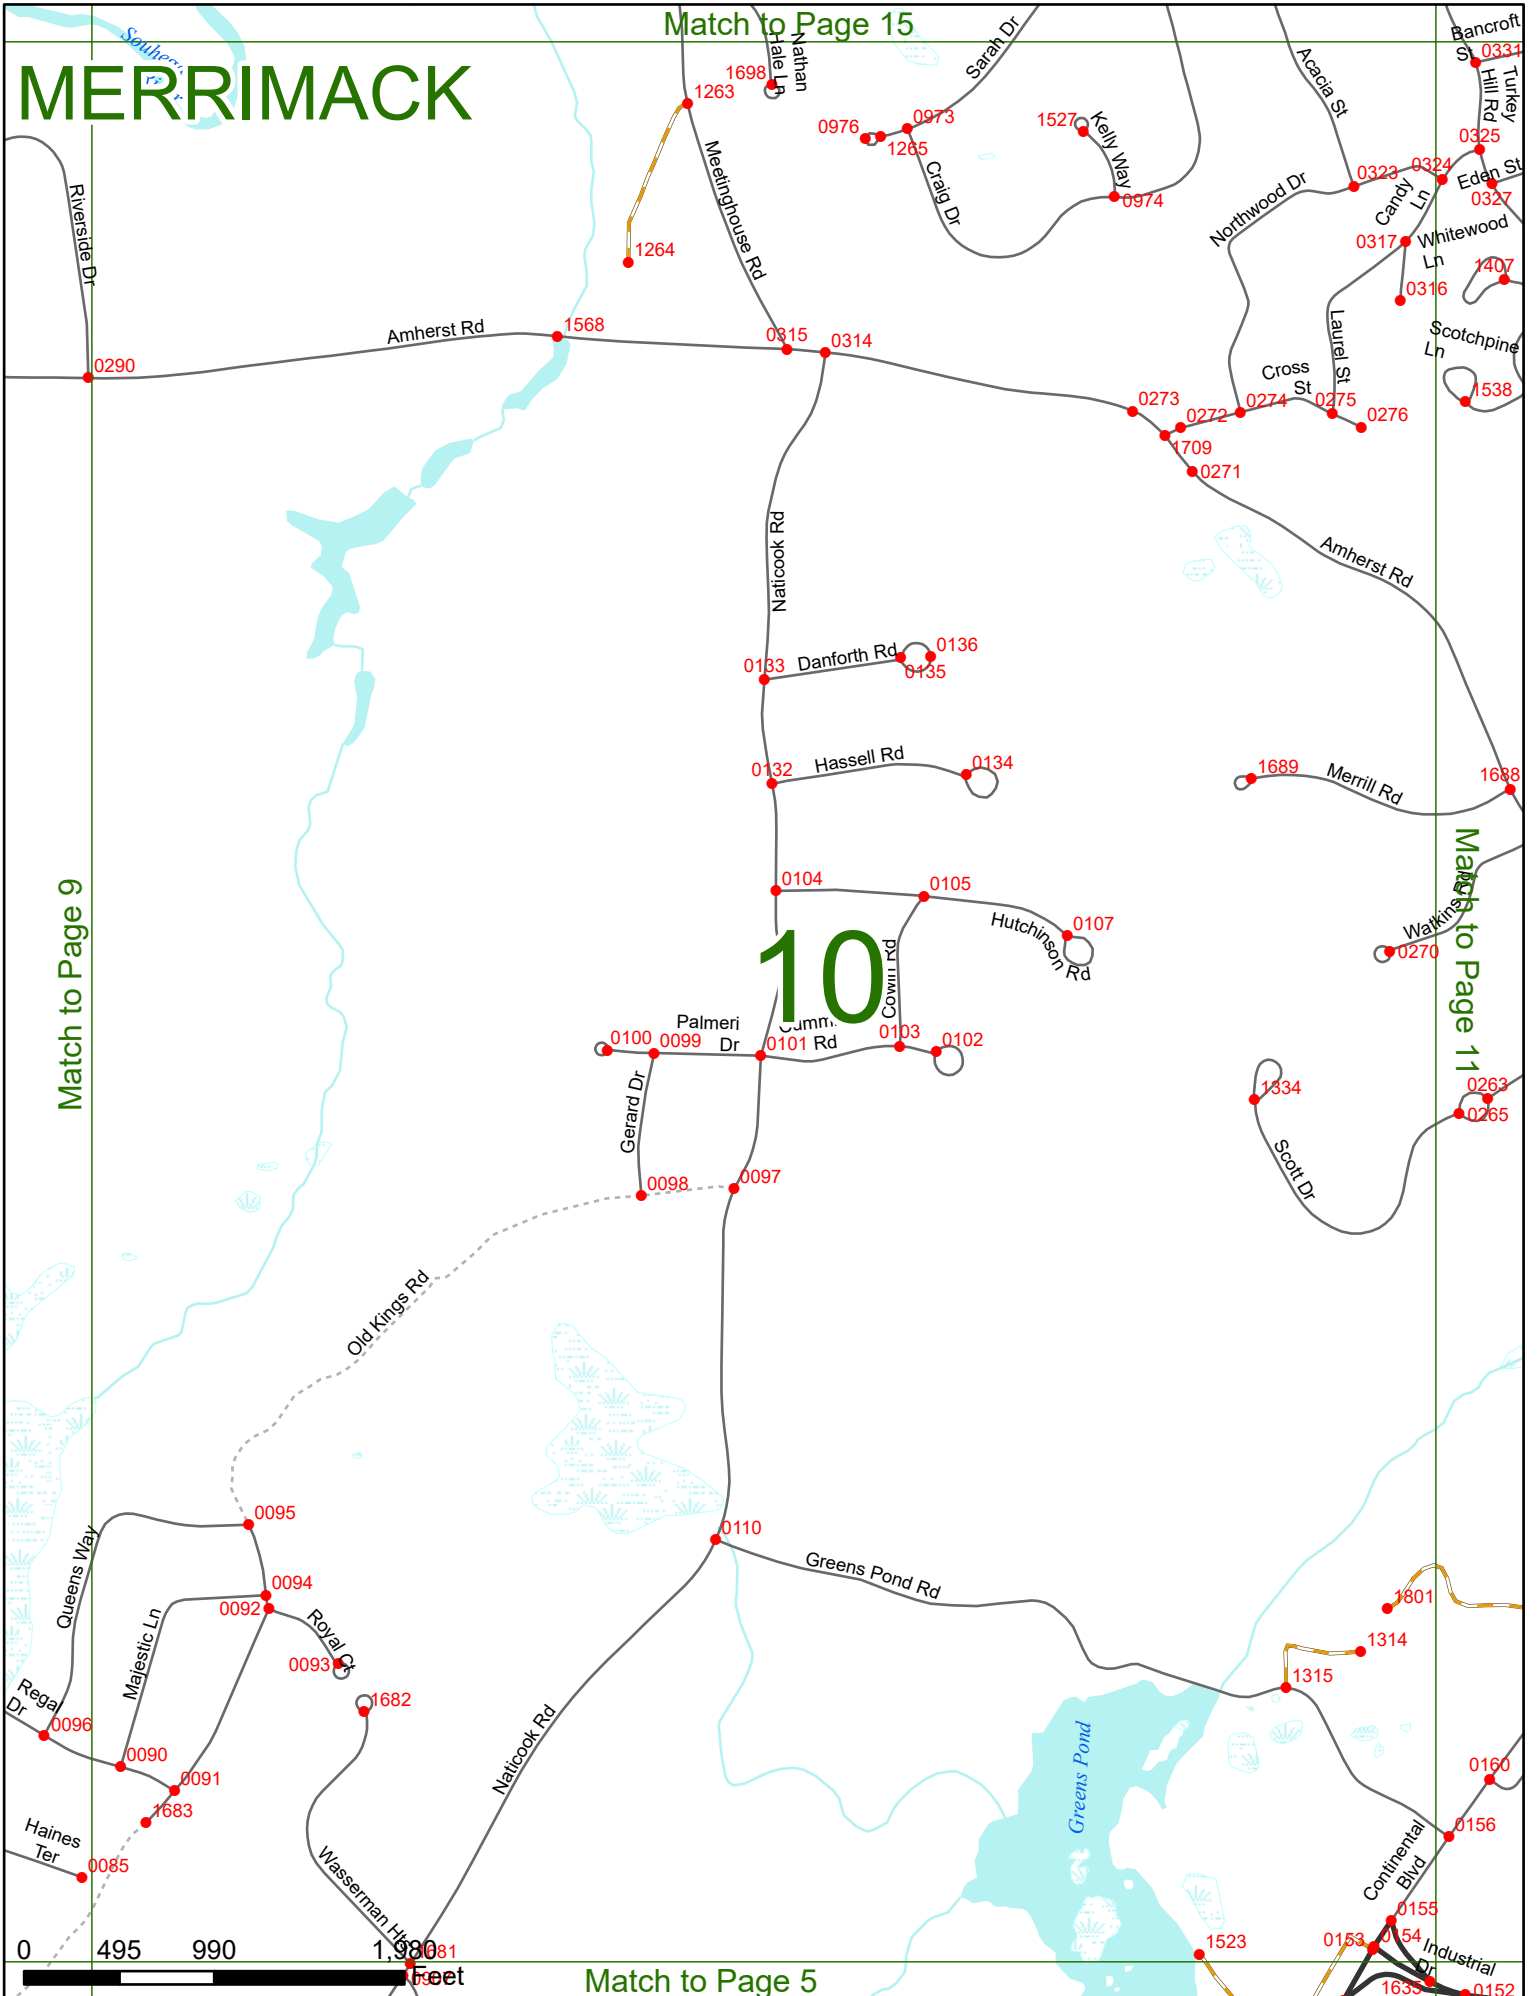 Match to Page 15
MERRIMACK
Nathan
Hale Ln
1698
1263
Sarah Dr
Acacia St
Bancroft
St
0331
Turkey
Hill Rd
0976
0973
1265
1527
Kelly Way
0325
0324
0323
Eden St
0327
Riverside Dr
Meetinghouse Rd
Craig Dr
0974
Northwood Dr
Candy
Ln
0317
Whitewood
Ln
1264
1407
0316
Amherst Rd
1568
0315
0314
Laurel St
Scotchpine
Ln
0290
Cross
St
0273
0272
0274
0275
0276
1538
1709
0271
Naticook Rd
Amherst Rd
0133
Danforth Rd
0136
0135
0132
Hassell Rd
0134
1689
Merrill Rd
1688
Match to Page 9
0104
0105
Hutchinson Rd
0107
Watkins Rd
0270
Match to Page 11
10
Cowin Rd
Palmeri
Dr
Rd
0100
0099
0101
0103
0102
Gerard Dr
1334
0263
0265
Scott Dr
0098
0097
Old Kings Rd
0095
0110
Queens Way
Greens Pond Rd
0094
0092
Royal Ct
0093
Majestic Ln
1801
1314
1315
1682
Regal
Dr
0096
0090
0091
1683
Naticook Rd
Greens Pond
0160
0156
Haines
Ter
0085
Wasserman Hts
Continental
Blvd
0155
0154
0153
Industrial
Dr
1523
1635
0152
0 495 990 1,980
Feet
1681
Match to Page 5